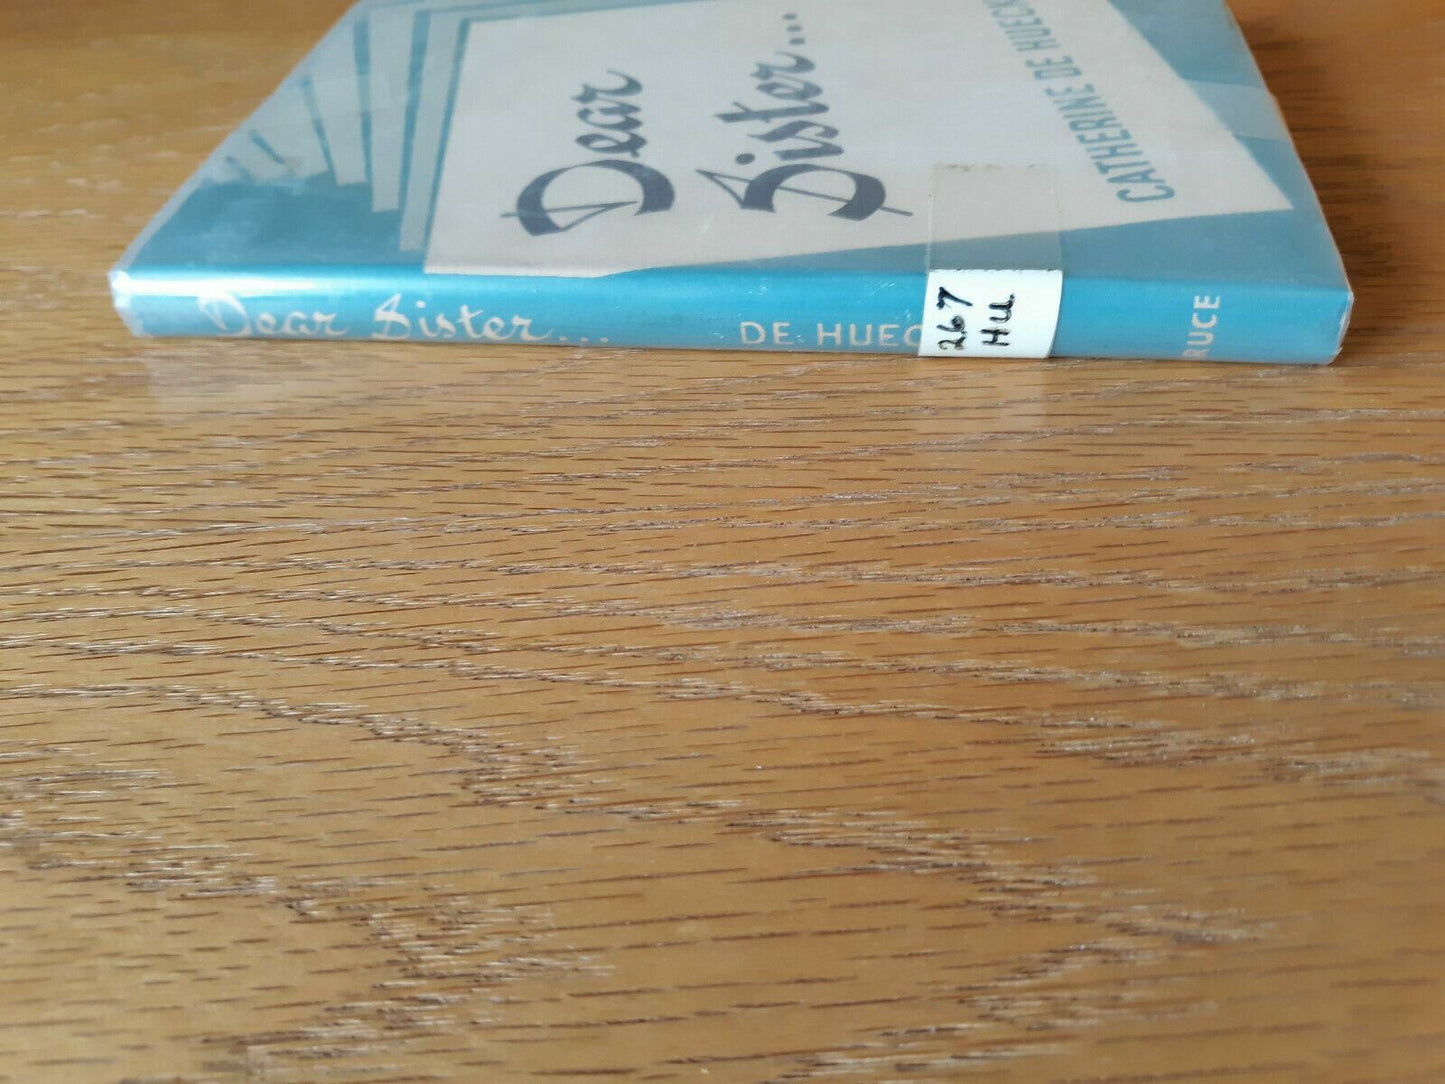 Dear
Sister...
CATHERINE DE HUECK
Dear Sister...
DE HUEC
267
Hu
RUCE